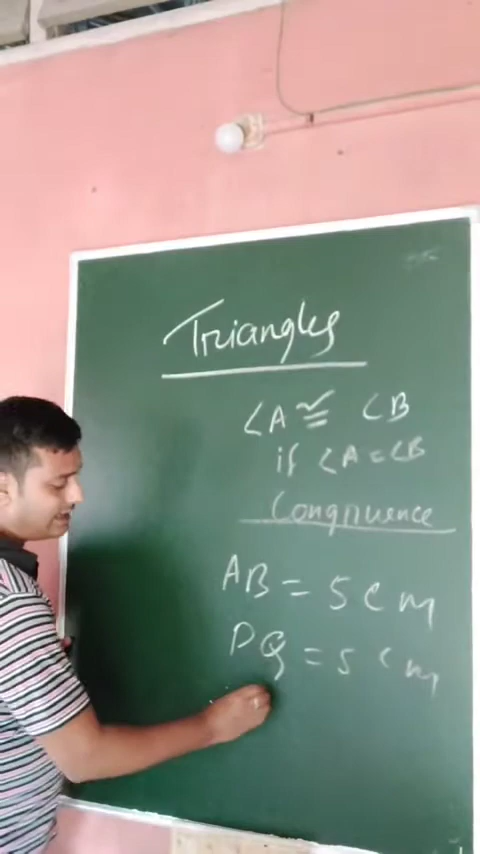 Triangles
∠A ≅ ∠B
if ∠A = ∠B
Congruence
AB = 5 cm
PQ = 5 cm